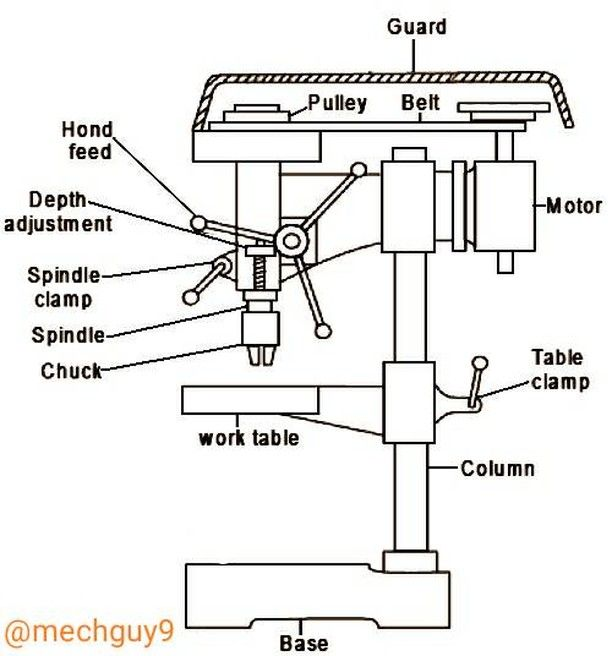 Guard
Pulley
Belt
Hond
feed
Depth
adjustment
Motor
Spindle
clamp
Spindle
Chuck
Table
clamp
work table
Column
@mechguy9
Base